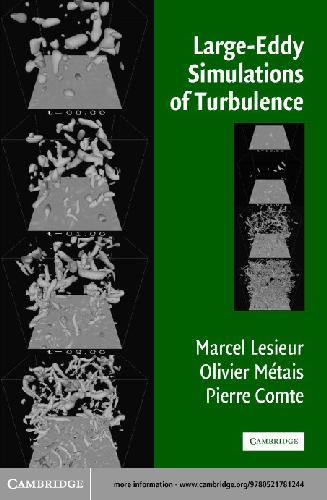 Large-Eddy
Simulations
of Turbulence
Marcel Lesieur
Olivier Métais
Pierre Comte
CAMBRIDGE
CAMBRIDGE more information - www.cambridge.org/9780521781244